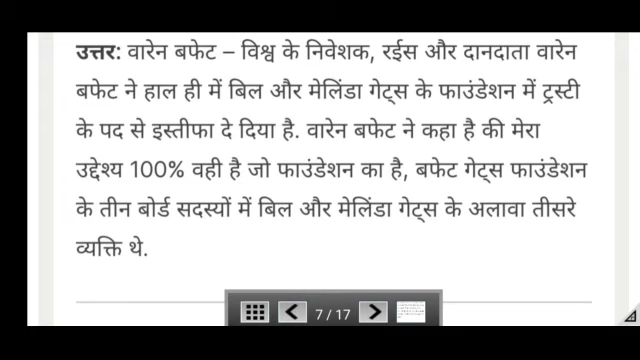 उत्तर: वारेन बफेट – विश्व के निवेशक, रईस और दानदाता वारेन
बफेट ने हाल ही में बिल और मेलिंडा गेट्स के फाउंडेशन में ट्रस्टी
के पद से इस्तीफा दे दिया है. वारेन बफेट ने कहा है की मेरा
उद्देश्य 100% वही है जो फाउंडेशन का है, बफेट गेट्स फाउंडेशन
के तीन बोर्ड सदस्यों में बिल और मेलिंडा गेट्स के अलावा तीसरे
व्यक्ति थे.
7 / 17